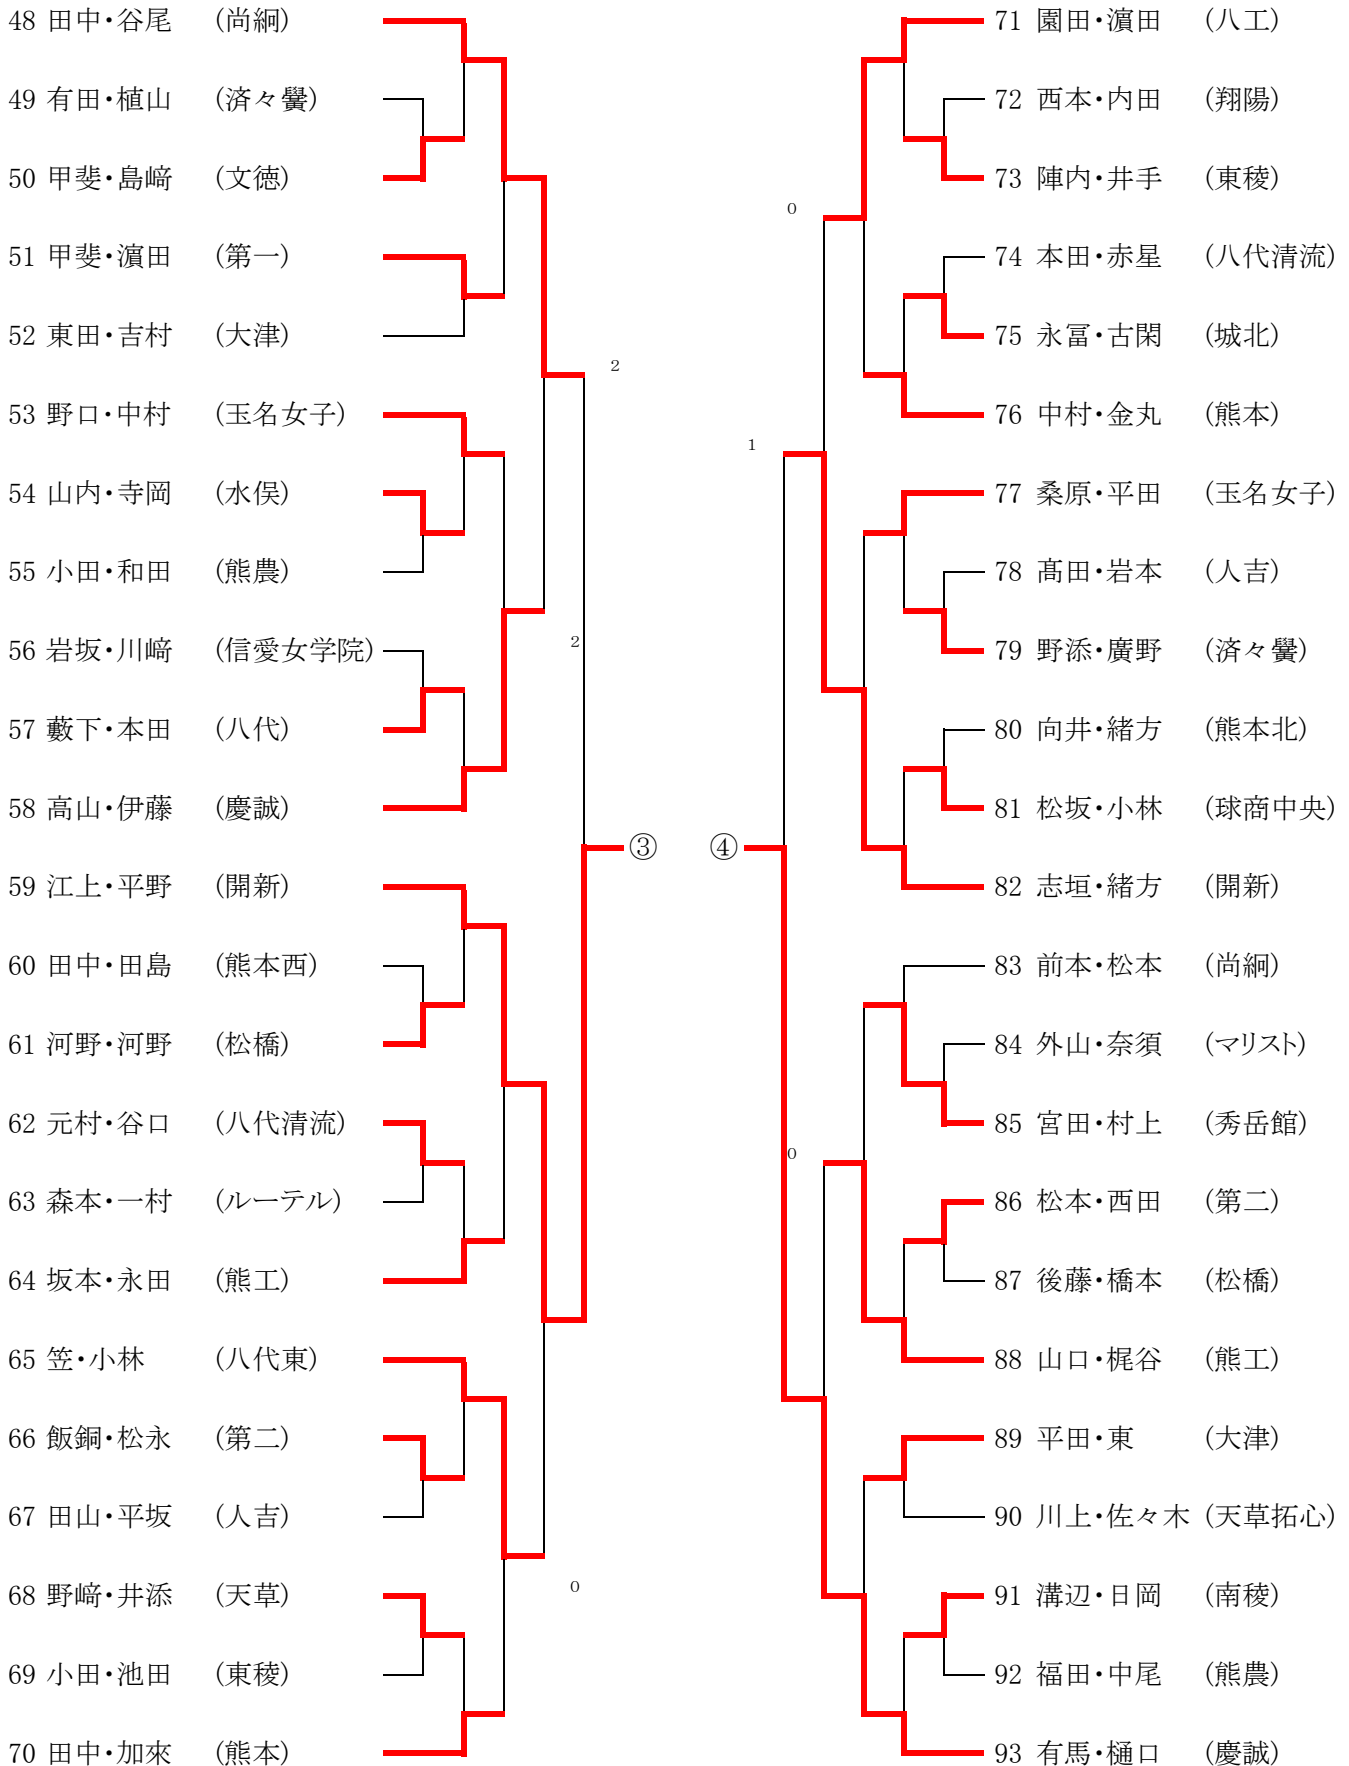 48 田中・谷尾 (尚絅)
49 有田・植山 (済々黌)
50 甲斐・島﨑 (文徳)
51 甲斐・濵田 (第一)
52 東田・吉村 (大津)
2
53 野口・中村 (玉名女子)
54 山内・寺岡 (水俣)
55 小田・和田 (熊農)
56 岩坂・川﨑 (信愛女学院)
2
57 藪下・本田 (八代)
58 高山・伊藤 (慶誠)
③
59 江上・平野 (開新)
60 田中・田島 (熊本西)
61 河野・河野 (松橋)
62 元村・谷口 (八代清流)
63 森本・一村 (ルーテル)
64 坂本・永田 (熊工)
65 笠・小林 (八代東)
66 飯銅・松永 (第二)
67 田山・平坂 (人吉)
0
68 野﨑・井添 (天草)
69 小田・池田 (東稜)
70 田中・加來 (熊本)
71 園田・濵田 (八工)
72 西本・内田 (翔陽)
73 陣内・井手 (東稜)
0
74 本田・赤星 (八代清流)
75 永冨・古閑 (城北)
76 中村・金丸 (熊本)
1
77 桑原・平田 (玉名女子)
78 髙田・岩本 (人吉)
79 野添・廣野 (済々黌)
80 向井・緒方 (熊本北)
81 松坂・小林 (球商中央)
④
82 志垣・緒方 (開新)
83 前本・松本 (尚絅)
84 外山・奈須 (マリスト)
85 宮田・村上 (秀岳館)
0
86 松本・西田 (第二)
87 後藤・橋本 (松橋)
88 山口・梶谷 (熊工)
89 平田・東 (大津)
90 川上・佐々木 (天草拓心)
91 溝辺・日岡 (南稜)
92 福田・中尾 (熊農)
93 有馬・樋口 (慶誠)